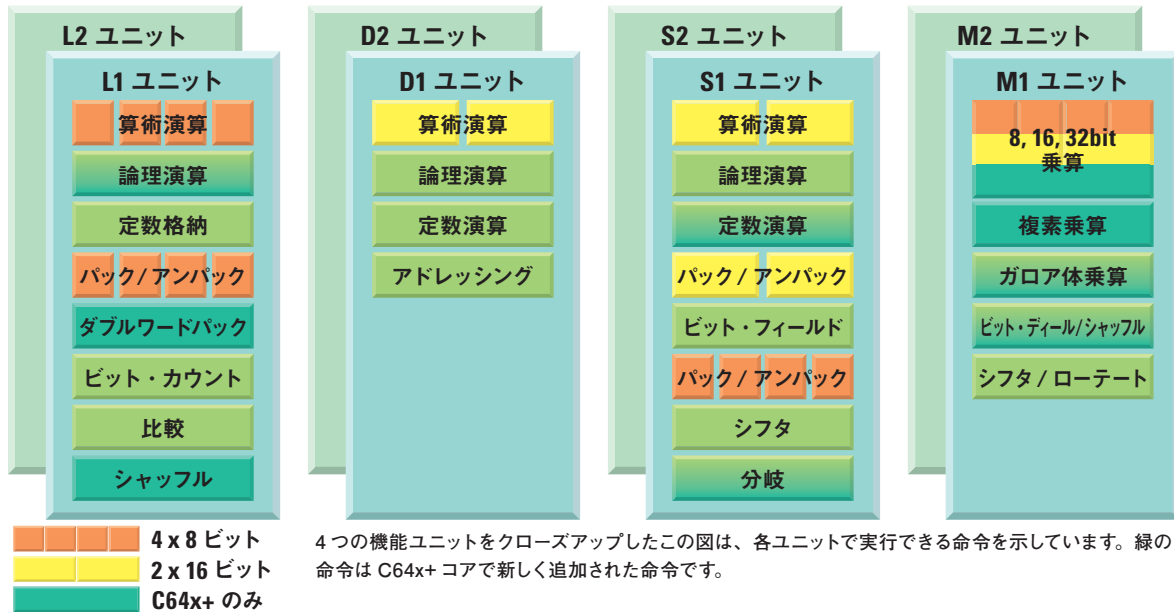 L2 ユニット
L1 ユニット
算術演算
論理演算
定数格納
パック/アンパック
ダブルワードパック
ビット・カウント
比較
シャッフル
D2 ユニット
D1 ユニット
算術演算
論理演算
定数演算
アドレッシング
S2 ユニット
S1 ユニット
算術演算
論理演算
定数演算
パック / アンパック
ビット・フィールド
パック / アンパック
シフタ
分岐
M2 ユニット
M1 ユニット
8, 16, 32bit
乗算
複素乗算
ガロア体乗算
ビット・ディール/シャッフル
シフタ / ローテート
4 x 8 ビット
2 x 16 ビット
C64x+ のみ
4 つの機能ユニットをクローズアップしたこの図は、各ユニットで実行できる命令を示しています。緑の
命令は C64x+ コアで新しく追加された命令です。